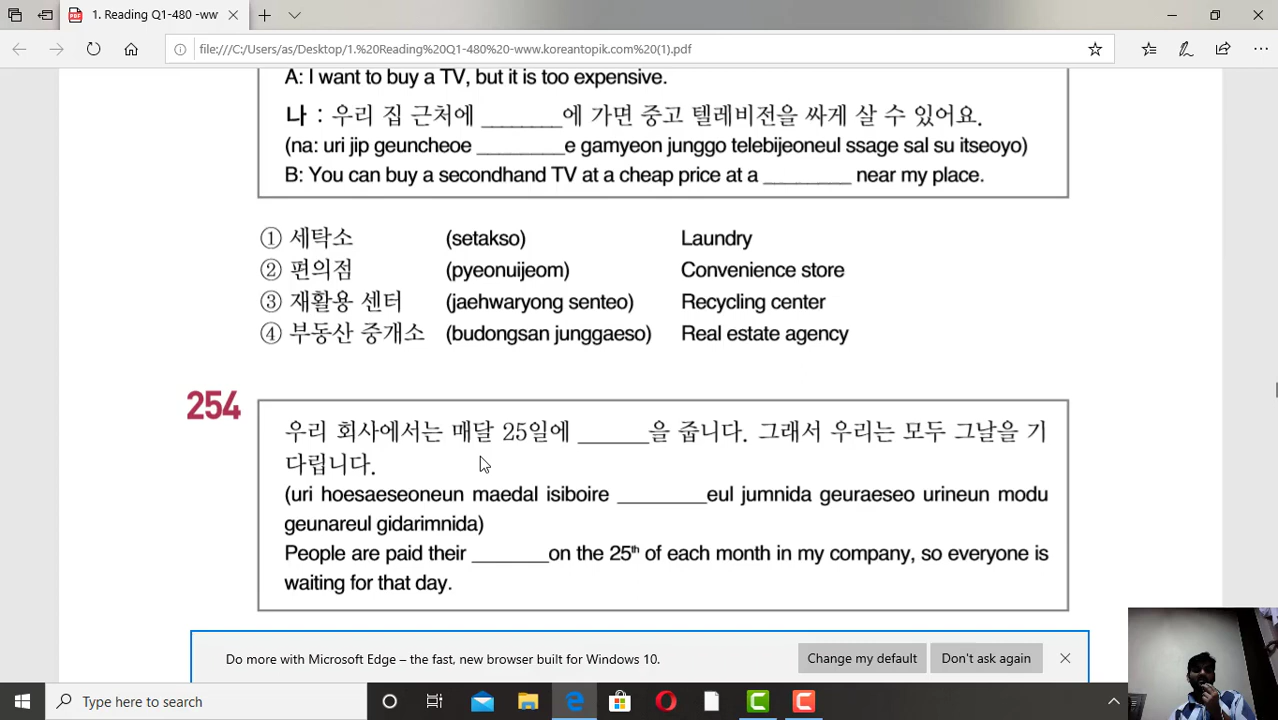 1. Reading Q1-480 -ww
file:///C:/Users/as/Desktop/1.%20Reading%20Q1-480%20-www.koreantopik.com%20(1).pdf
A: I want to buy a TV, but it is too expensive.
나 : 우리 집 근처에 ________에 가면 중고 텔레비전을 싸게 살 수 있어요.
(na: uri jip geuncheoe ________e gamyeon junggo telebijeoneul ssage sal su itseoyo)
B: You can buy a secondhand TV at a cheap price at a ________ near my place.
① 세탁소 (setakso) Laundry
② 편의점 (pyeonuijeom) Convenience store
③ 재활용 센터 (jaehwaryong senteo) Recycling center
④ 부동산 중개소 (budongsan junggaeso) Real estate agency
254
우리 회사에서는 매달 25일에 ______을 줍니다. 그래서 우리는 모두 그날을 기
다립니다.
(uri hoesaeseoneun maedal isiboire ________eul jumnida geuraeseo urineun modu
geunareul gidarimnida)
People are paid their _______on the 25th of each month in my company, so everyone is
waiting for that day.
Do more with Microsoft Edge – the fast, new browser built for Windows 10.
Change my default
Don't ask again
Type here to search